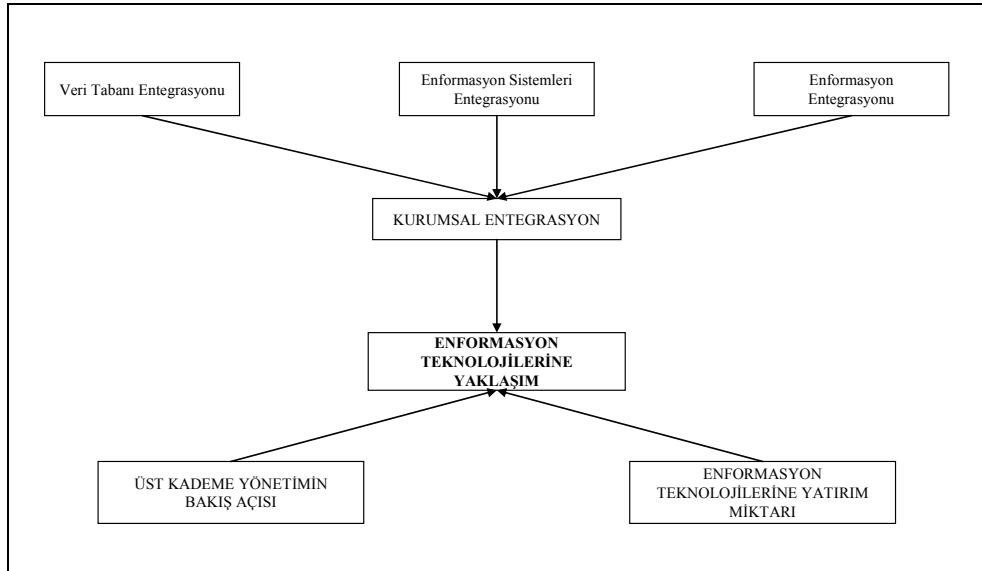 Veri Tabanı Entegrasyonu
Enformasyon Sistemleri
Entegrasyonu
Enformasyon
Entegrasyonu
KURUMSAL ENTEGRASYON
ENFORMASYON
TEKNOLOJİLERİNE
YAKLAŞIM
ÜST KADEME YÖNETİMİN
BAKIŞ AÇISI
ENFORMASYON
TEKNOLOJİLERİNE YATIRIM
MİKTARI